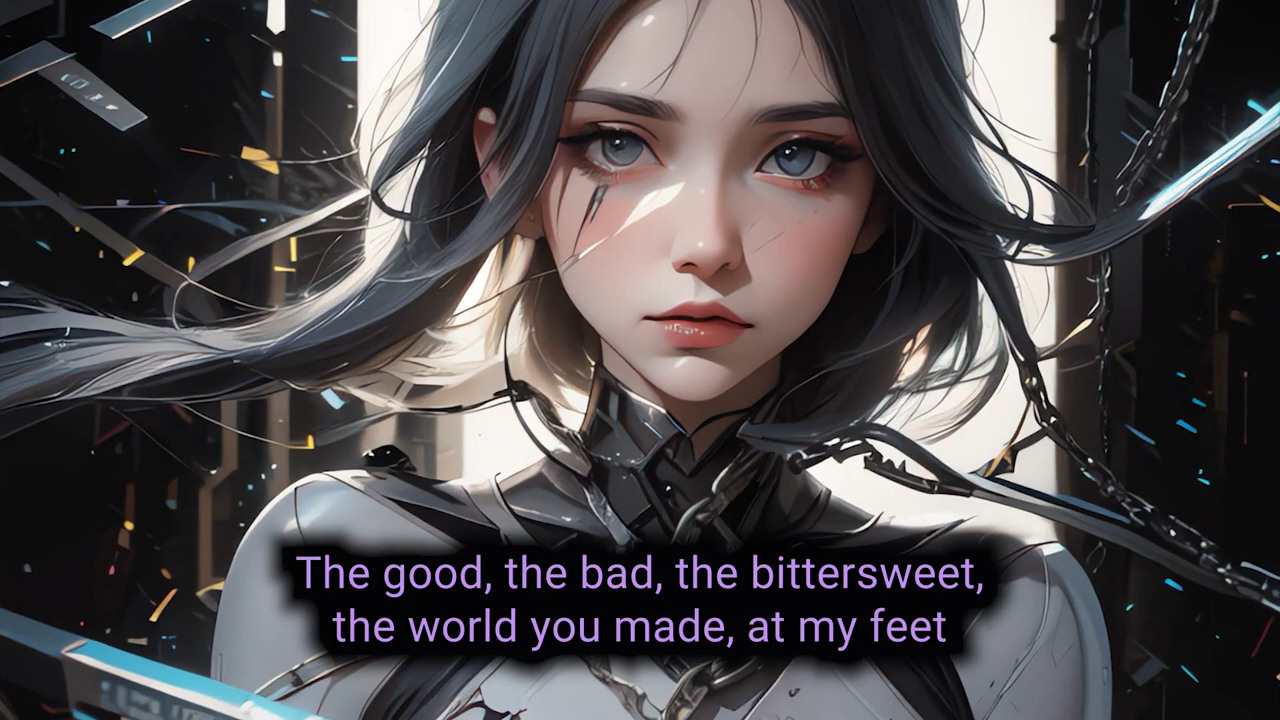 The good, the bad, the bittersweet,
the world you made, at my feet